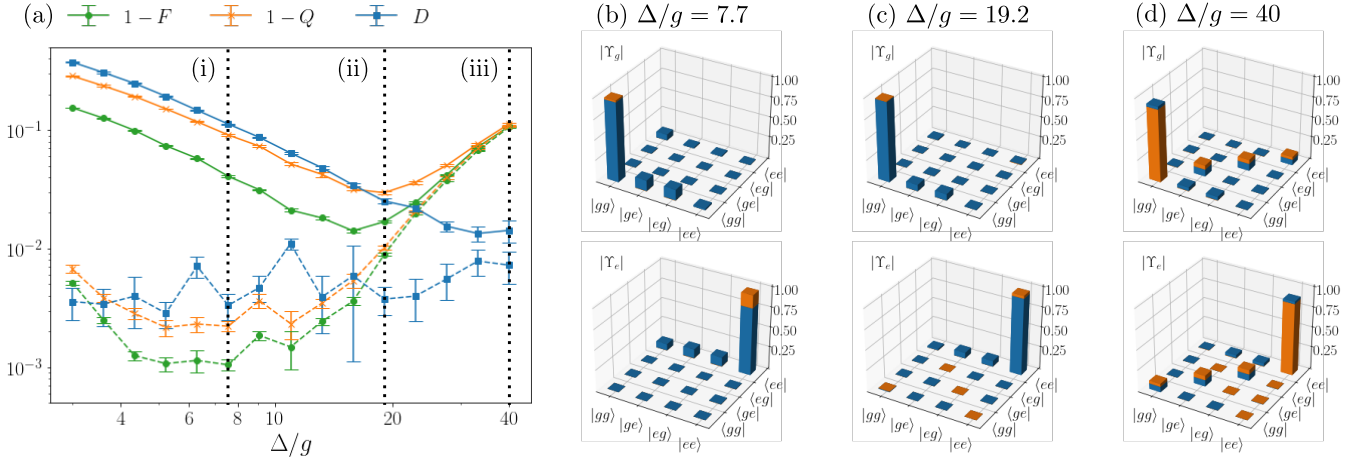 (a)
1 − F
1 − Q
D
(b) Δ/g = 7.7
(c) Δ/g = 19.2
(d) Δ/g = 40
(i)
(ii)
(iii)
10⁻¹
10⁻²
10⁻³
4
6
8
10
20
40
Δ/g
|Υ_g|
1.00
0.75
0.50
0.25
|gg⟩
|ge⟩
|eg⟩
|ee⟩
⟨gg|
⟨ge|
⟨eg|
⟨ee|
|Υ_g|
1.00
0.75
0.50
0.25
|gg⟩
|ge⟩
|eg⟩
|ee⟩
⟨gg|
⟨ge|
⟨eg|
⟨ee|
|Υ_g|
1.00
0.75
0.50
0.25
|gg⟩
|ge⟩
|eg⟩
|ee⟩
⟨gg|
⟨ge|
⟨eg|
⟨ee|
|Υ_e|
1.00
0.75
0.50
0.25
|gg⟩
|ge⟩
|eg⟩
|ee⟩
⟨gg|
⟨ge|
⟨eg|
⟨ee|
|Υ_e|
1.00
0.75
0.50
0.25
|gg⟩
|ge⟩
|eg⟩
|ee⟩
⟨gg|
⟨ge|
⟨eg|
⟨ee|
|Υ_e|
1.00
0.75
0.50
0.25
|gg⟩
|ge⟩
|eg⟩
|ee⟩
⟨gg|
⟨ge|
⟨eg|
⟨ee|